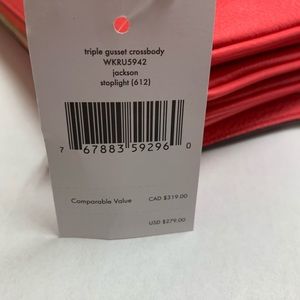 triple gusset crossbody
WKRU5942
jackson
stoplight (612)
7 67883 59296 0
Comparable Value CAD $319.00
USD $279.00